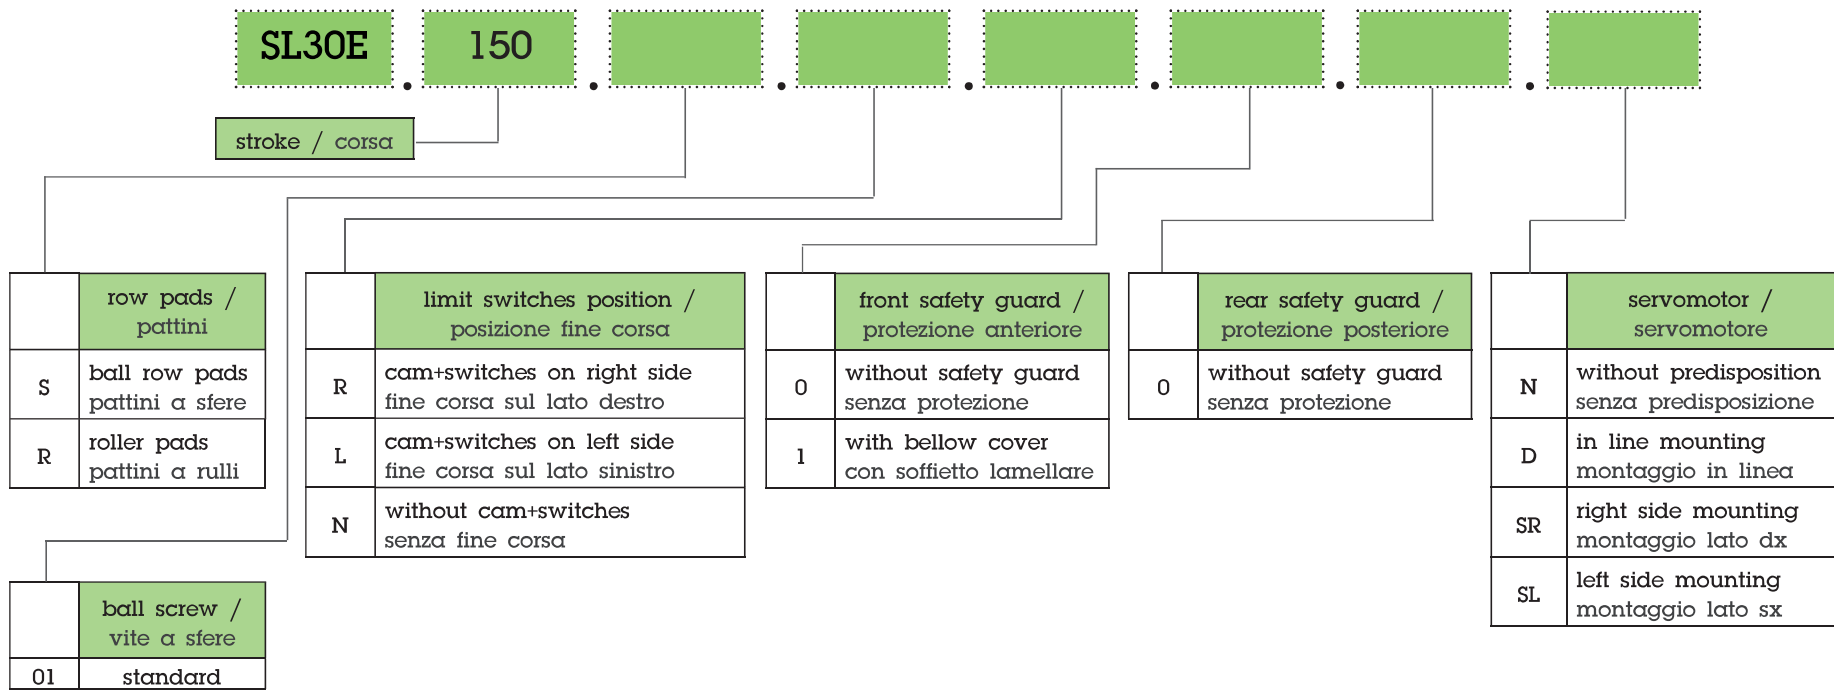 SL30E . 150 . . . . . .
stroke / corsa
row pads /
pattini
S ball row pads
pattini a sfere
R roller pads
pattini a rulli
ball screw /
vite a sfere
01 standard
limit switches position /
posizione fine corsa
R cam+switches on right side
fine corsa sul lato destro
L cam+switches on left side
fine corsa sul lato sinistro
N without cam+switches
senza fine corsa
front safety guard /
protezione anteriore
0 without safety guard
senza protezione
1 with bellow cover
con soffietto lamellare
rear safety guard /
protezione posteriore
0 without safety guard
senza protezione
servomotor /
servomotore
N without predisposition
senza predisposizione
D in line mounting
montaggio in linea
SR right side mounting
montaggio lato dx
SL left side mounting
montaggio lato sx